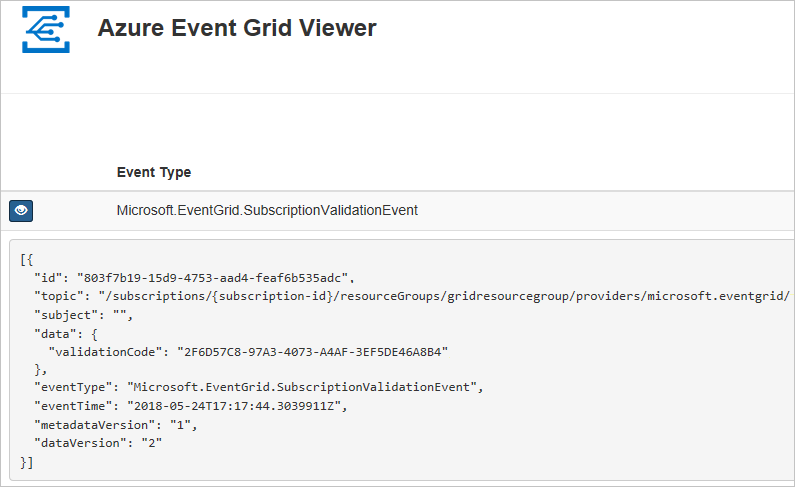 Azure Event Grid Viewer
Event Type
Microsoft.EventGrid.SubscriptionValidationEvent
[{
  "id": "803f7b19-15d9-4753-aad4-feaf6b535adc",
  "topic": "/subscriptions/{subscription-id}/resourceGroups/gridresourcegroup/providers/microsoft.eventgrid/
  "subject": "",
  "data": {
    "validationCode": "2F6D57C8-97A3-4073-A4AF-3EF5DE46A8B4"
  },
  "eventType": "Microsoft.EventGrid.SubscriptionValidationEvent",
  "eventTime": "2018-05-24T17:17:44.3039911Z",
  "metadataVersion": "1",
  "dataVersion": "2"
}]